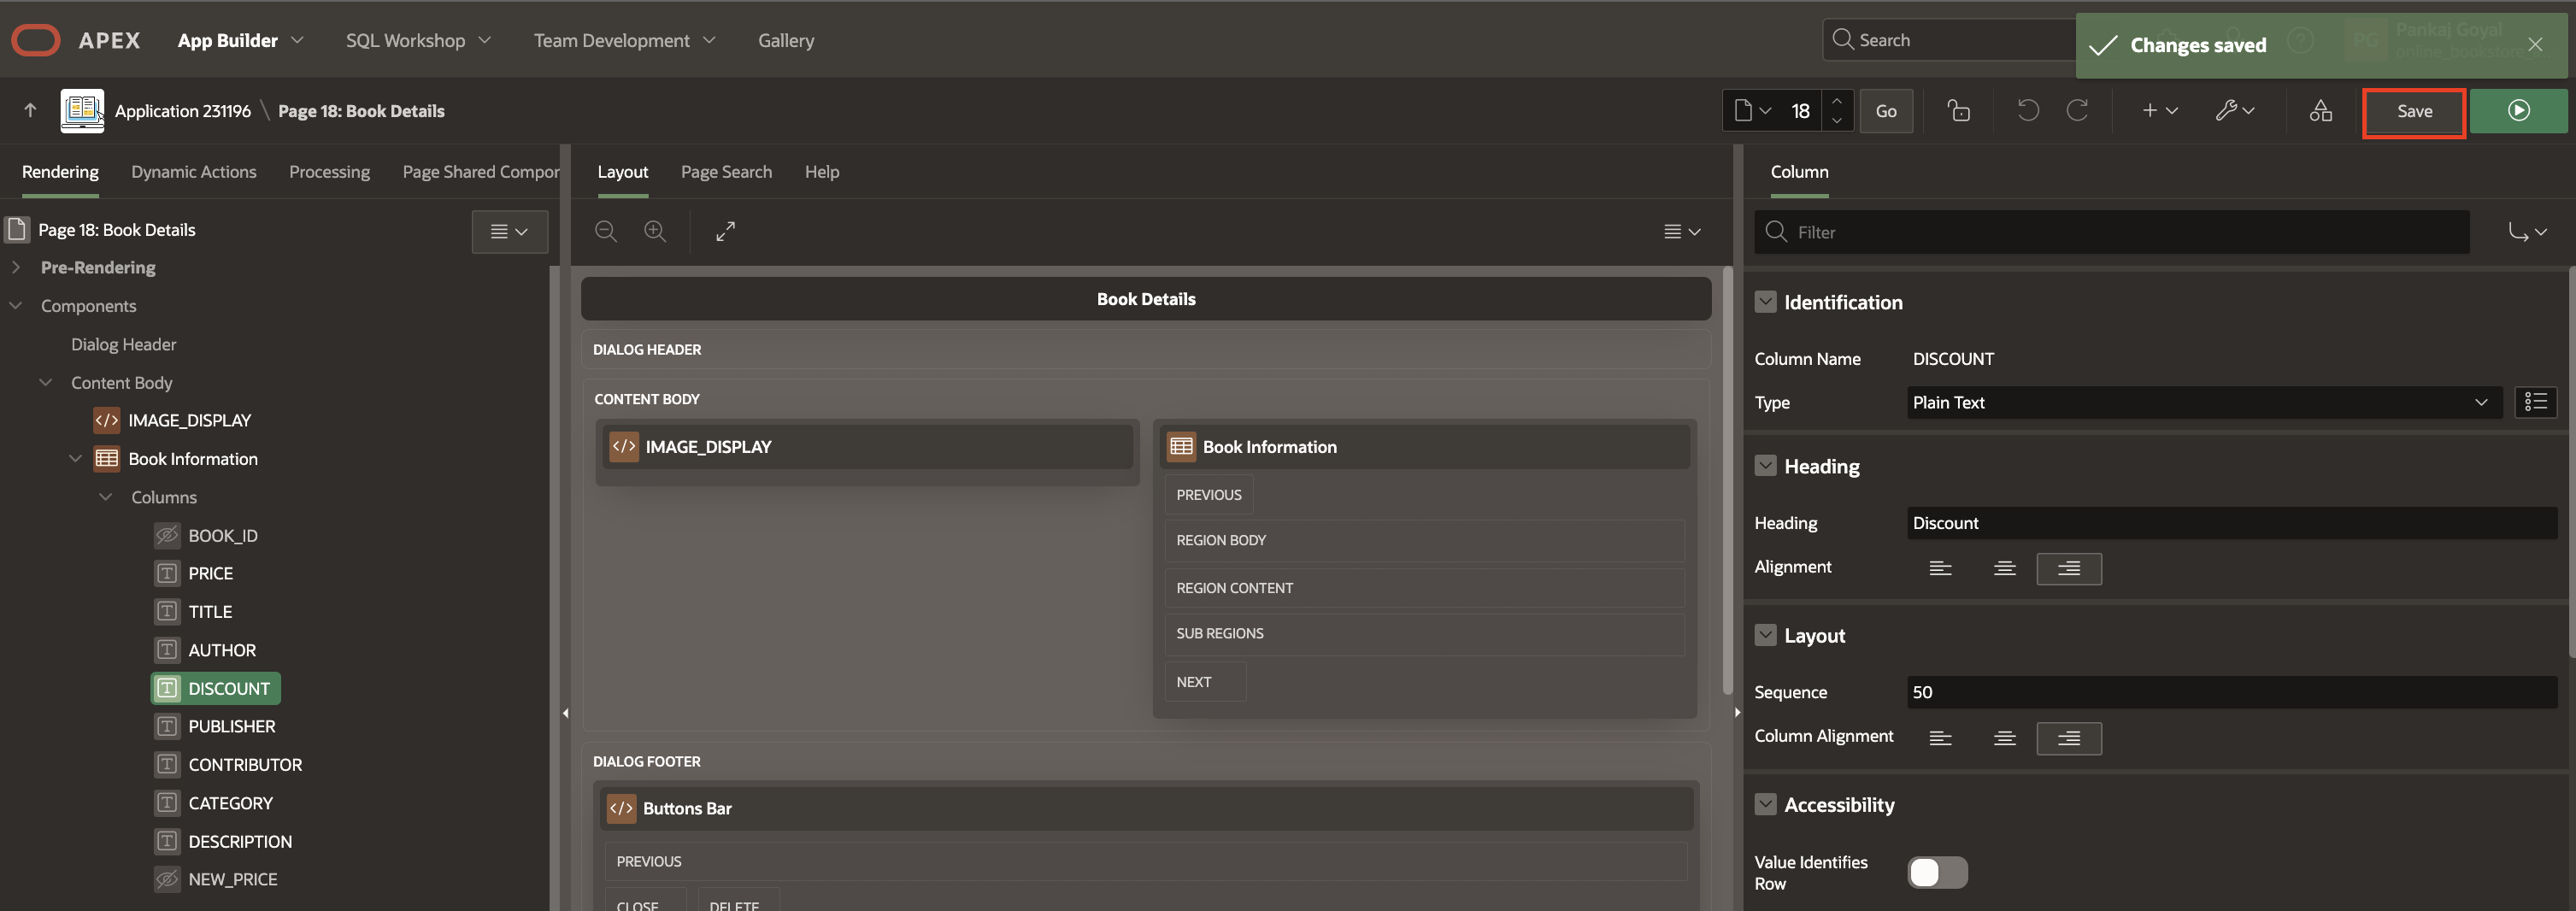 APEX App Builder SQL Workshop Team Development Gallery Search Changes saved
PG Pankaj Goyal
Application 231196 \ Page 18: Book Details 18 Go Save
Rendering Dynamic Actions Processing Page Shared Compor
Layout Page Search Help
Column
Page 18: Book Details
Filter
Pre-Rendering
Components
Dialog Header
Content Body
IMAGE_DISPLAY
Book Information
Columns
BOOK_ID
PRICE
TITLE
AUTHOR
DISCOUNT
PUBLISHER
CONTRIBUTOR
CATEGORY
DESCRIPTION
NEW_PRICE
Book Details
DIALOG HEADER
CONTENT BODY
IMAGE_DISPLAY
Book Information
PREVIOUS
REGION BODY
REGION CONTENT
SUB REGIONS
NEXT
DIALOG FOOTER
Buttons Bar
PREVIOUS
CLOSE DELETE
Identification
Column Name DISCOUNT
Type Plain Text
Heading
Heading Discount
Alignment
Layout
Sequence 50
Column Alignment
Accessibility
Value Identifies
Row